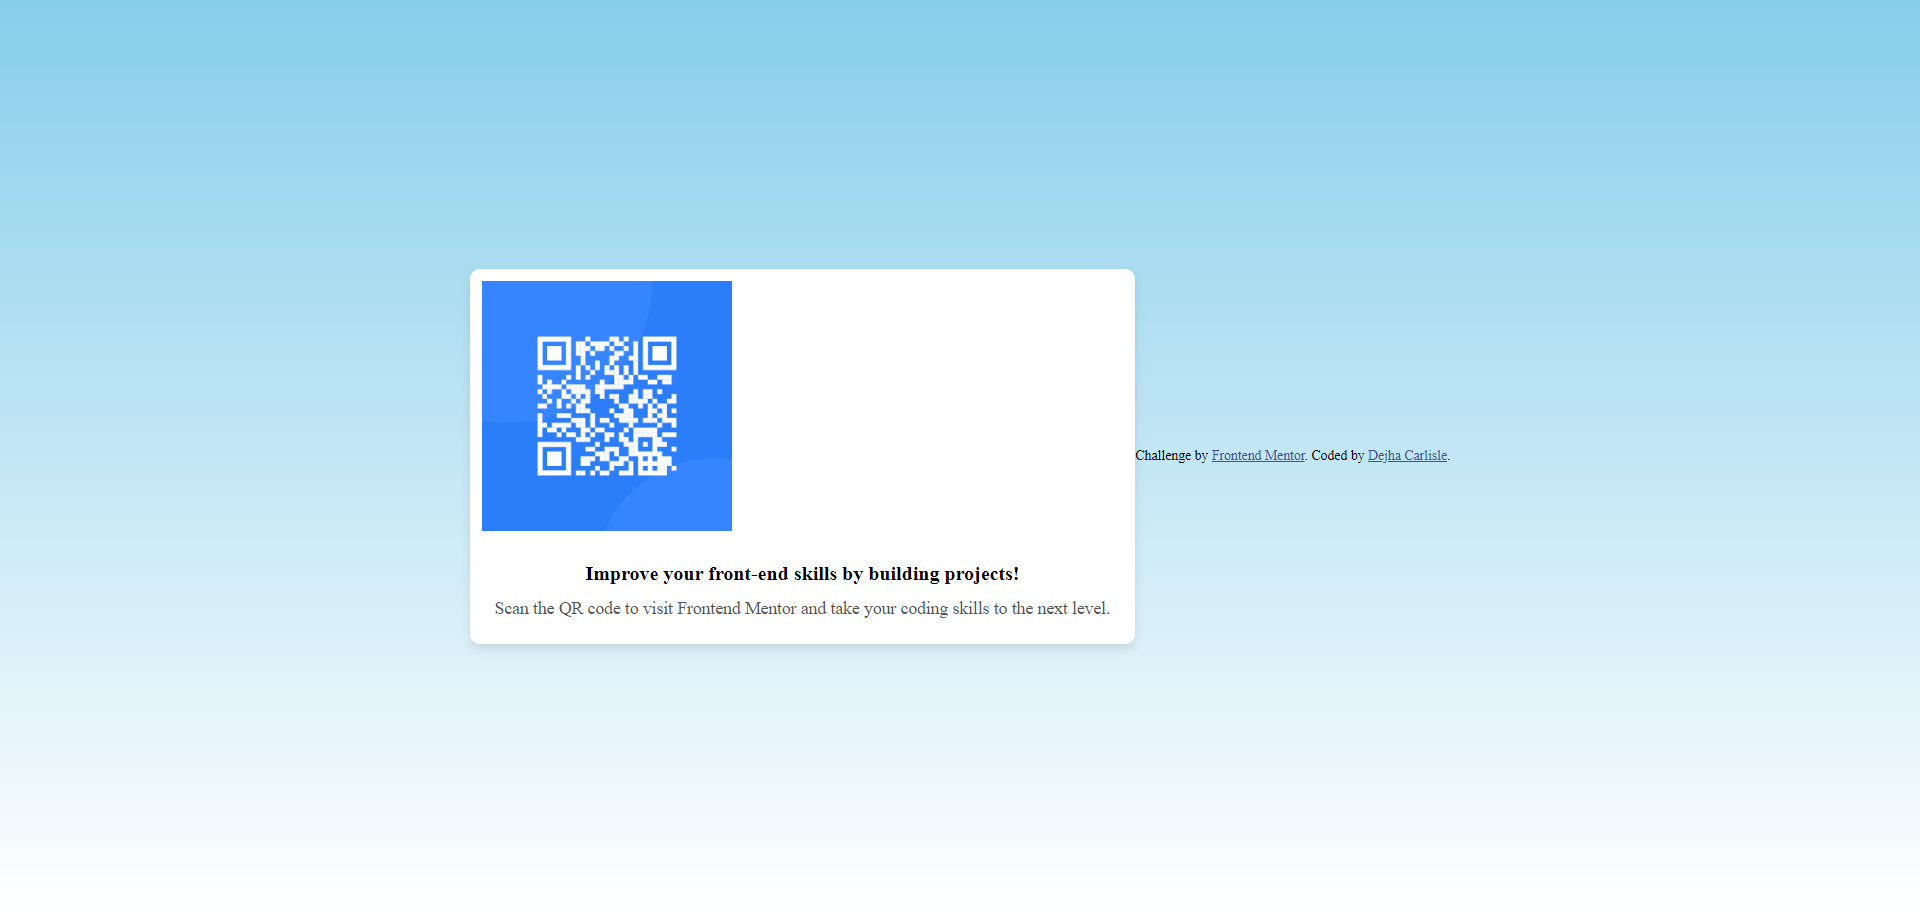 Improve your front-end skills by building projects!
Scan the QR code to visit Frontend Mentor and take your coding skills to the next level.
Challenge by Frontend Mentor. Coded by Dejha Carlisle.